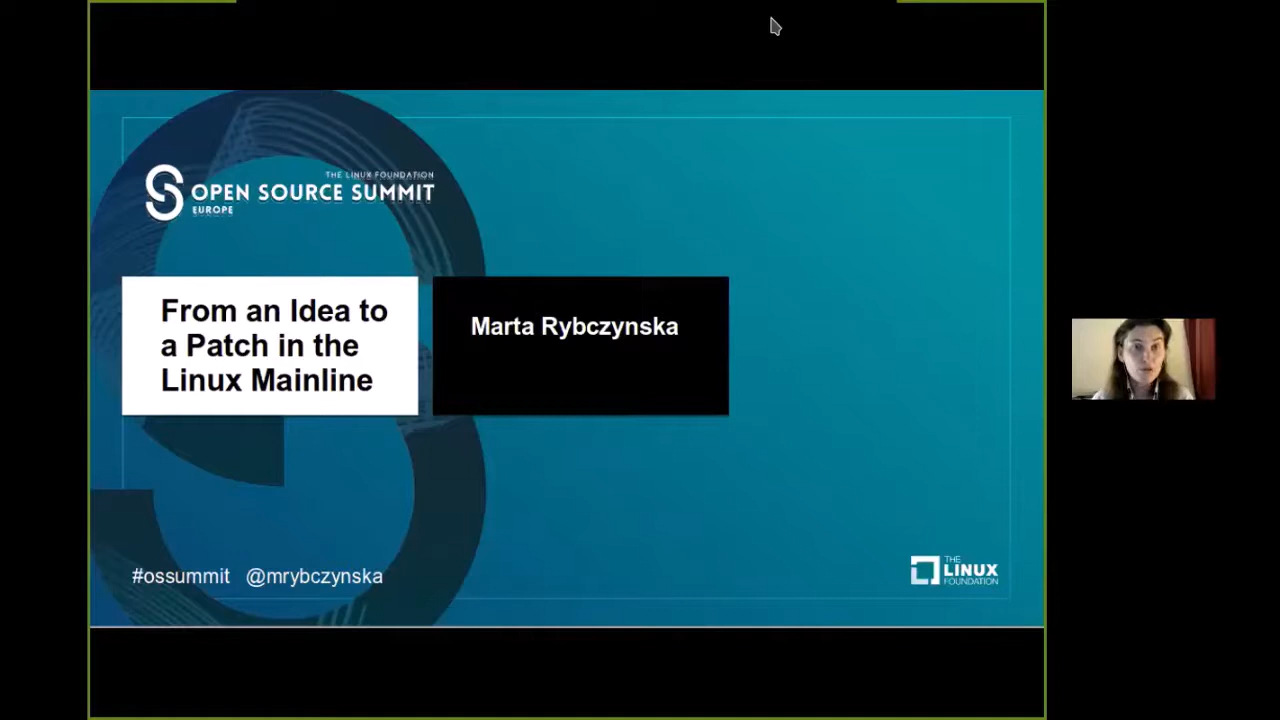 THE LINUX FOUNDATION
OPEN SOURCE SUMMIT
EUROPE
From an Idea to
a Patch in the
Linux Mainline
Marta Rybczynska
#ossummit @mrybczynska
THE
LINUX
FOUNDATION